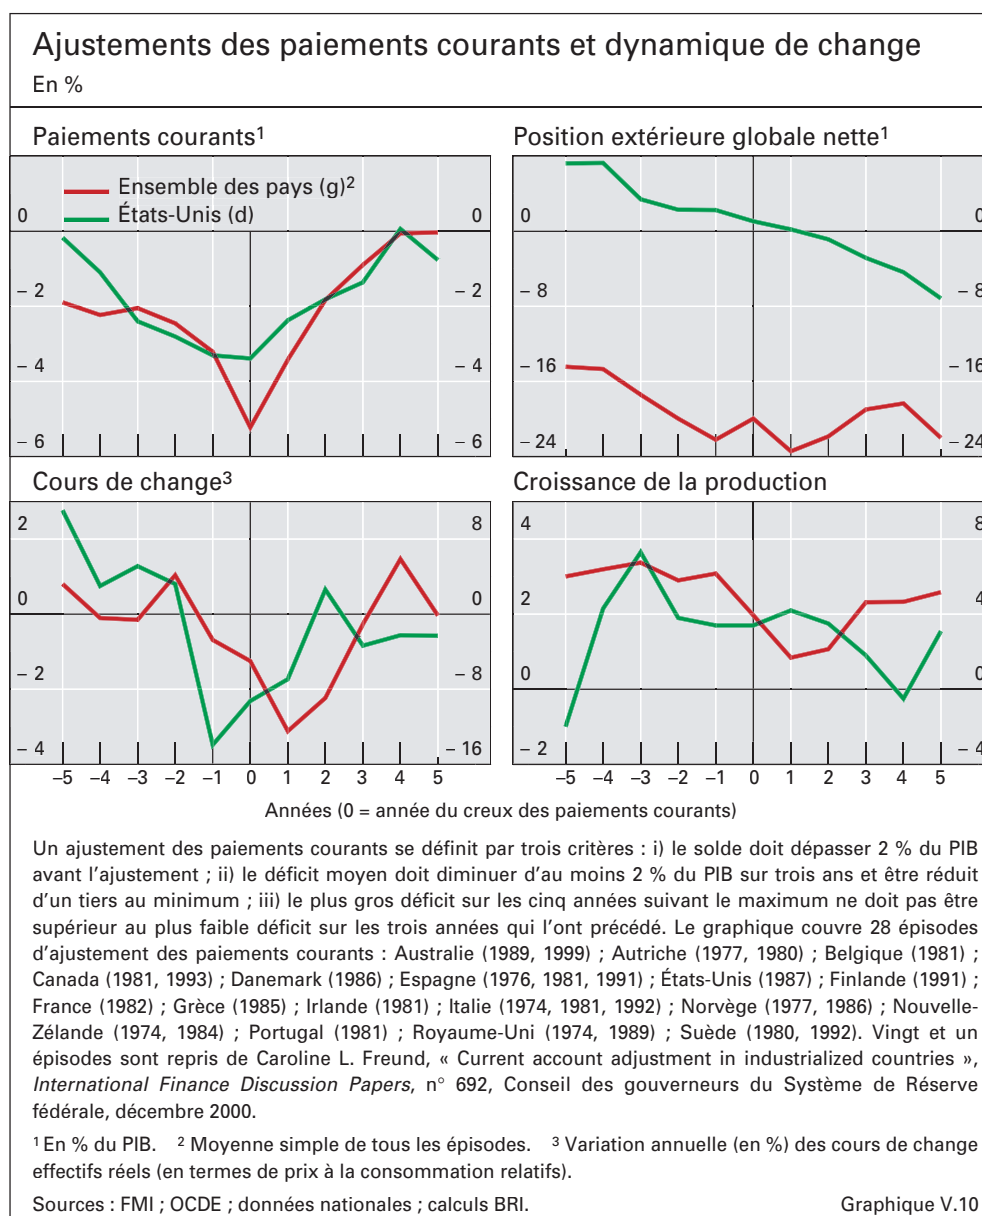 Ajustements des paiements courants et dynamique de change
En %
Paiements courants¹
Ensemble des pays (g)²
États-Unis (d)
0 0
– 2 – 2
– 4 – 4
– 6 – 6
Position extérieure globale nette¹
0 0
– 8 – 8
– 16 – 16
– 24 – 24
Cours de change³
2 8
0 0
– 2 – 8
– 4 – 16
–5 –4 –3 –2 –1 0 1 2 3 4 5
Croissance de la production
4 8
2 4
0 0
– 2 – 4
–5 –4 –3 –2 –1 0 1 2 3 4 5
Années (0 = année du creux des paiements courants)
Un ajustement des paiements courants se définit par trois critères : i) le solde doit dépasser 2 % du PIB
avant l'ajustement ; ii) le déficit moyen doit diminuer d'au moins 2 % du PIB sur trois ans et être réduit
d'un tiers au minimum ; iii) le plus gros déficit sur les cinq années suivant le maximum ne doit pas être
supérieur au plus faible déficit sur les trois années qui l'ont précédé. Le graphique couvre 28 épisodes
d'ajustement des paiements courants : Australie (1989, 1999) ; Autriche (1977, 1980) ; Belgique (1981) ;
Canada (1981, 1993) ; Danemark (1986) ; Espagne (1976, 1981, 1991) ; États-Unis (1987) ; Finlande (1991) ;
France (1982) ; Grèce (1985) ; Irlande (1981) ; Italie (1974, 1981, 1992) ; Norvège (1977, 1986) ; Nouvelle-
Zélande (1974, 1984) ; Portugal (1981) ; Royaume-Uni (1974, 1989) ; Suède (1980, 1992). Vingt et un
épisodes sont repris de Caroline L. Freund, « Current account adjustment in industrialized countries »,
International Finance Discussion Papers, n° 692, Conseil des gouverneurs du Système de Réserve
fédérale, décembre 2000.
¹ En % du PIB. ² Moyenne simple de tous les épisodes. ³ Variation annuelle (en %) des cours de change
effectifs réels (en termes de prix à la consommation relatifs).
Sources : FMI ; OCDE ; données nationales ; calculs BRI. Graphique V.10